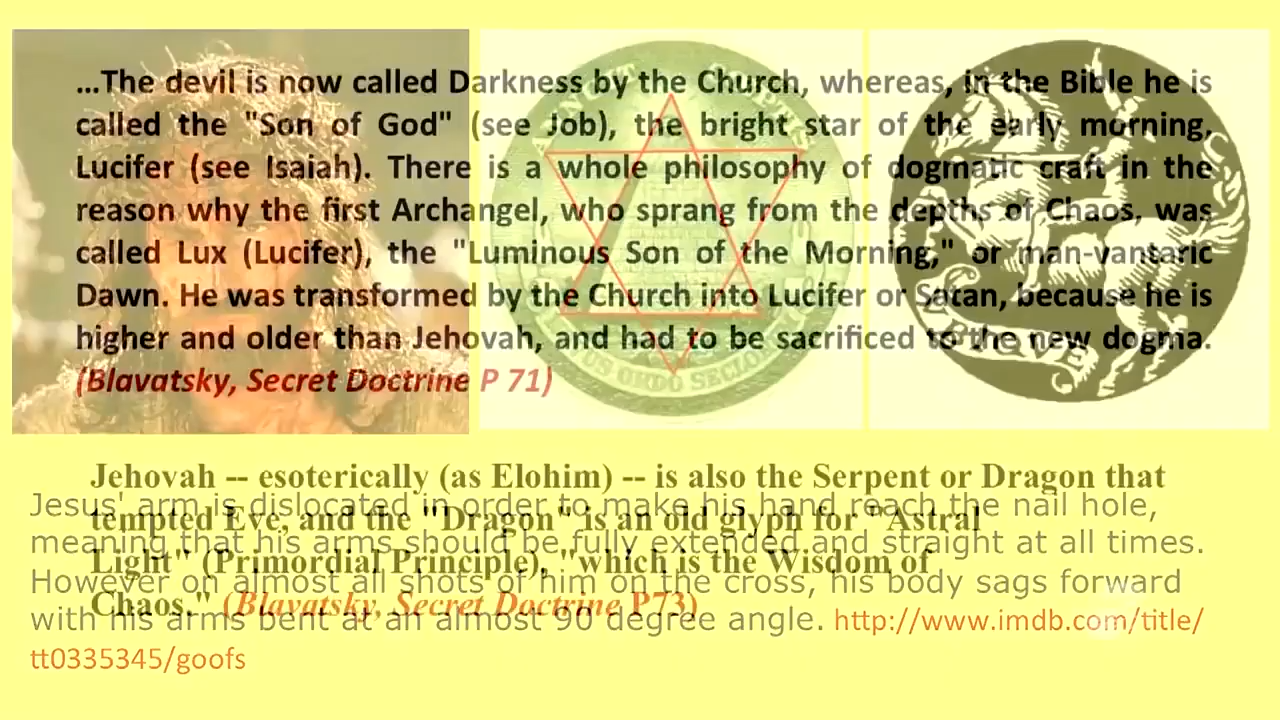 ...The devil is now called Darkness by the Church, whereas, in the Bible he is
called the "Son of God" (see Job), the bright star of the early morning,
Lucifer (see Isaiah). There is a whole philosophy of dogmatic craft in the
reason why the first Archangel, who sprang from the depths of Chaos, was
called Lux (Lucifer), the "Luminous Son of the Morning," or man-vantaric
Dawn. He was transformed by the Church into Lucifer or Satan, because he is
higher and older than Jehovah, and had to be sacrificed to the new dogma.
(Blavatsky, Secret Doctrine P 71)
Jehovah -- esoterically (as Elohim) -- is also the Serpent or Dragon that
tempted Eve, and the "Dragon" is an old glyph for "Astral
Light" (Primordial Principle), "which is the Wisdom of
Chaos." (Blavatsky, Secret Doctrine P73)
Jesus' arm is dislocated in order to make his hand reach the nail hole,
meaning that his arms should be fully extended and straight at all times.
However on almost all shots of him on the cross, his body sags forward
with his arms bent at an almost 90 degree angle. http://www.imdb.com/title/
tt0335345/goofs
ORDO